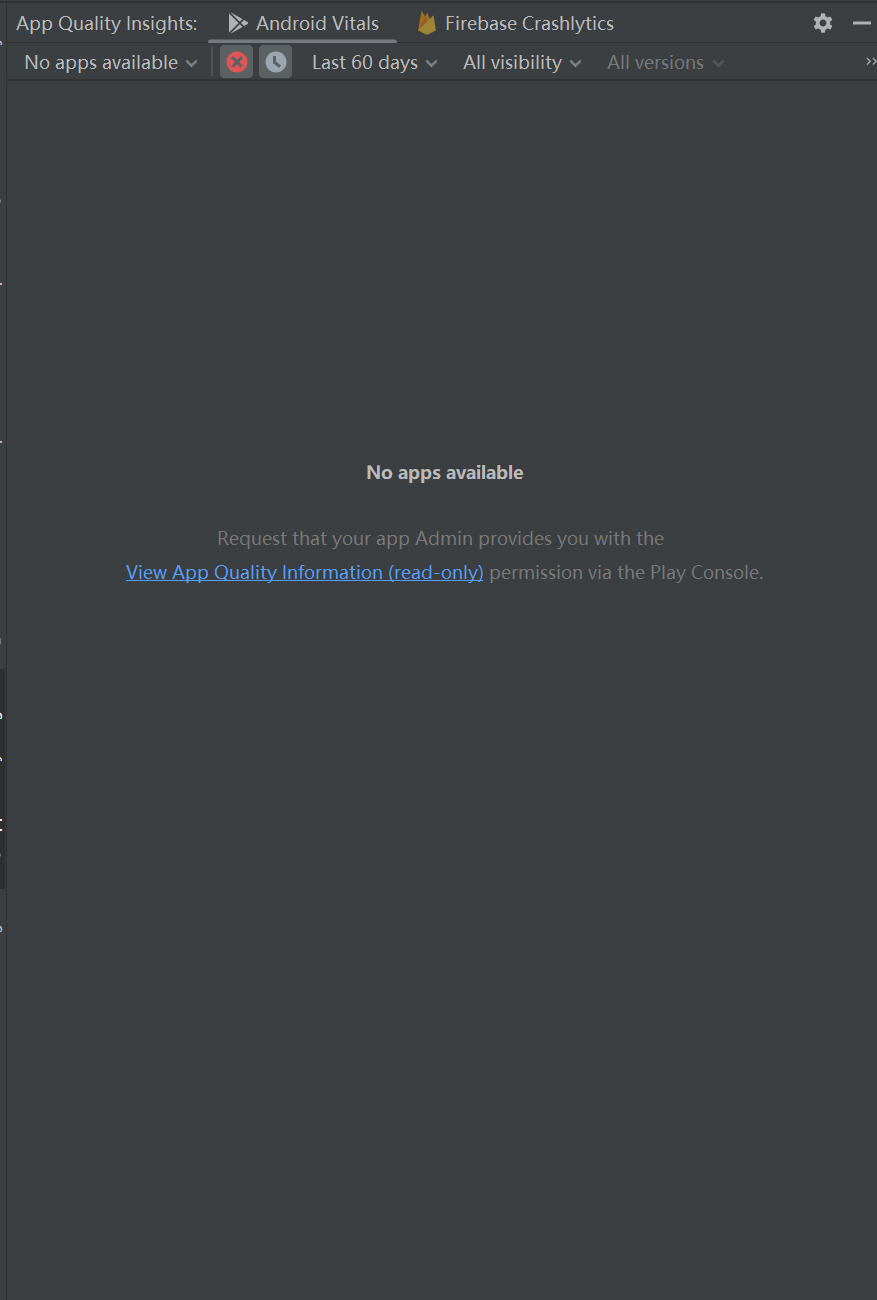 App Quality Insights: Android Vitals Firebase Crashlytics
No apps available Last 60 days All visibility All versions
No apps available
Request that your app Admin provides you with the
View App Quality Information (read-only) permission via the Play Console.